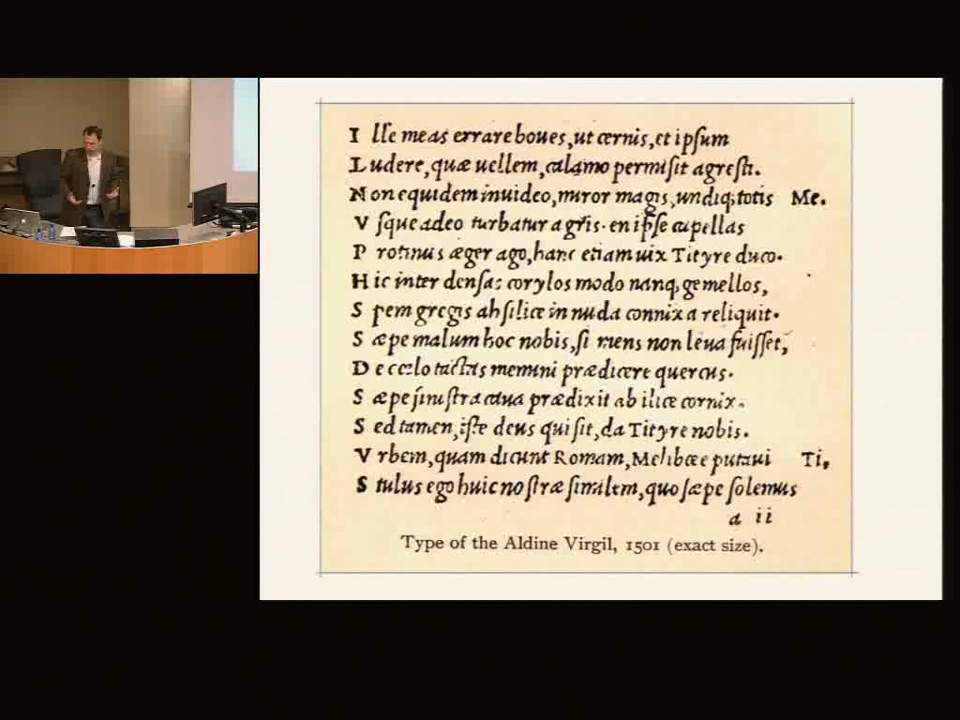 I lle meas errare boues, ut cernis, et ipsum
L udere, quæ uellem, calamo permisit agresti.
N on equidem inuideo, miror magis, undiq; totis Me.
V ſque adeo turbatur agris. en ipſe capellas
P rotinus æger ago, hanc etiam uix Tityre duco.
H ic inter denſas corylos modo nanq; gemellos,
S pem gregis ah ſilice in nuda connixa reliquit.
S æpe malum hoc nobis, ſi mens non leua fuiſſet,
D e cœlo tactas memini prædicere quercus.
S æpe ſiniſtra caua prædixit ab ilice cornix.
S ed tamen, iſte deus qui ſit, da Tityre nobis.
V rbem, quam dicunt Romam, Melibœe putaui Ti,
S tulus ego huic noſtræ ſimilem, quo ſæpe ſolemus
a ii
Type of the Aldine Virgil, 1501 (exact size).